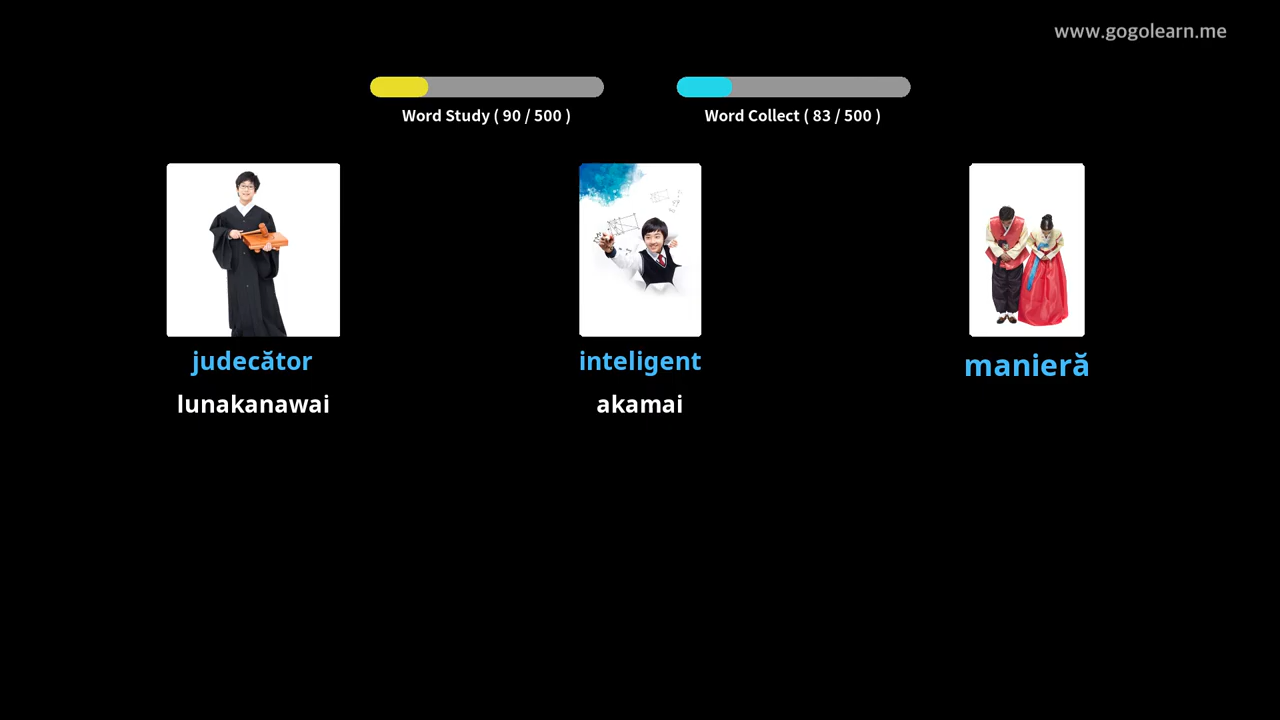 www.gogolearn.me
Word Study ( 90 / 500 )
Word Collect ( 83 / 500 )
judecător
inteligent
manieră
lunakanawai
akamai